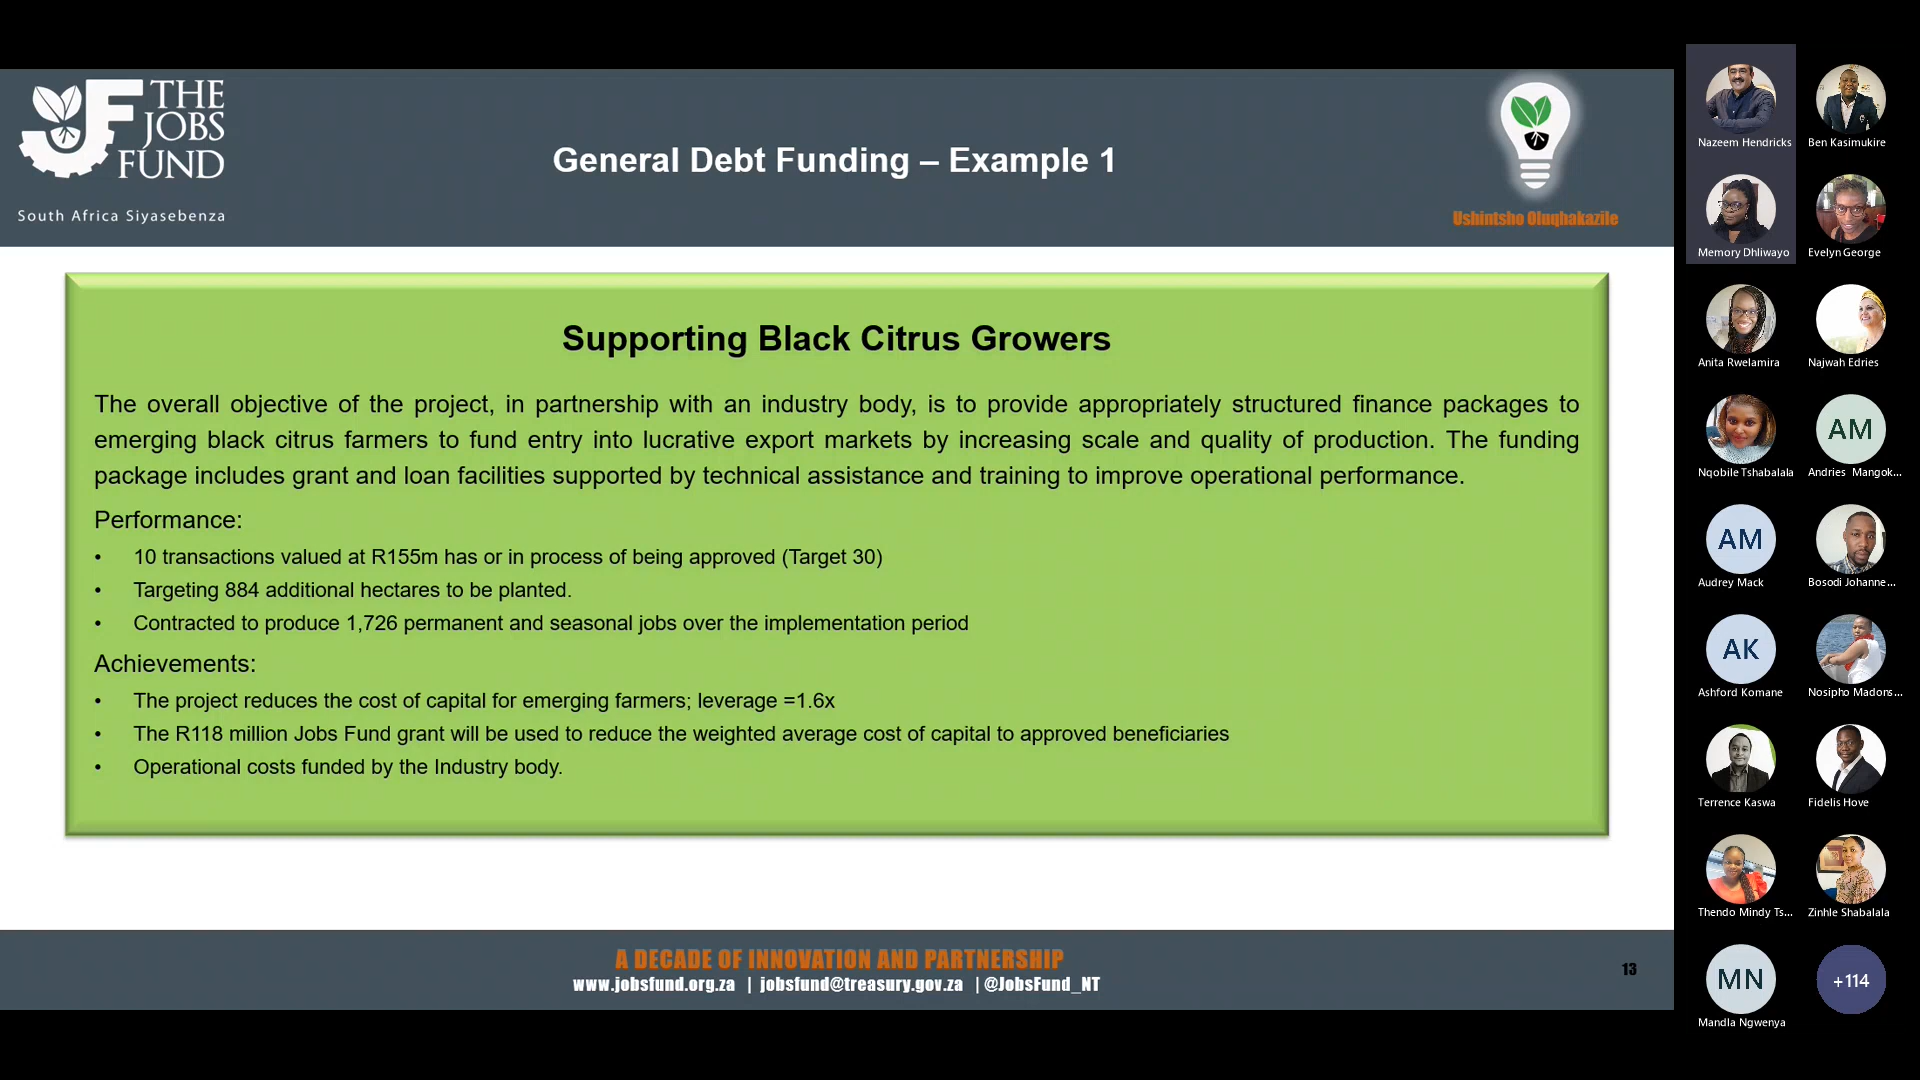 THE
JOBS
FUND
South Africa Siyasebenza
General Debt Funding – Example 1
Ushintsho Oluqhakazile
Supporting Black Citrus Growers
The overall objective of the project, in partnership with an industry body, is to provide appropriately structured finance packages to
emerging black citrus farmers to fund entry into lucrative export markets by increasing scale and quality of production. The funding
package includes grant and loan facilities supported by technical assistance and training to improve operational performance.
Performance:
• 10 transactions valued at R155m has or in process of being approved (Target 30)
• Targeting 884 additional hectares to be planted.
• Contracted to produce 1,726 permanent and seasonal jobs over the implementation period
Achievements:
• The project reduces the cost of capital for emerging farmers; leverage =1.6x
• The R118 million Jobs Fund grant will be used to reduce the weighted average cost of capital to approved beneficiaries
• Operational costs funded by the Industry body.
A DECADE OF INNOVATION AND PARTNERSHIP
www.jobsfund.org.za | jobsfund@treasury.gov.za | @JobsFund_NT
13
Nazeem Hendricks
Ben Kasimukire
Memory Dhliwayo
Evelyn George
Anita Rwelamira
Najwah Edries
Nqobile Tshabalala
AM
Andries Mangok...
AM
Audrey Mack
Bosodi Johanne...
AK
Ashford Komane
Nosipho Madons...
Terrence Kaswa
Fidelis Hove
Thendo Mindy Ts...
Zinhle Shabalala
MN
Mandla Ngwenya
+114